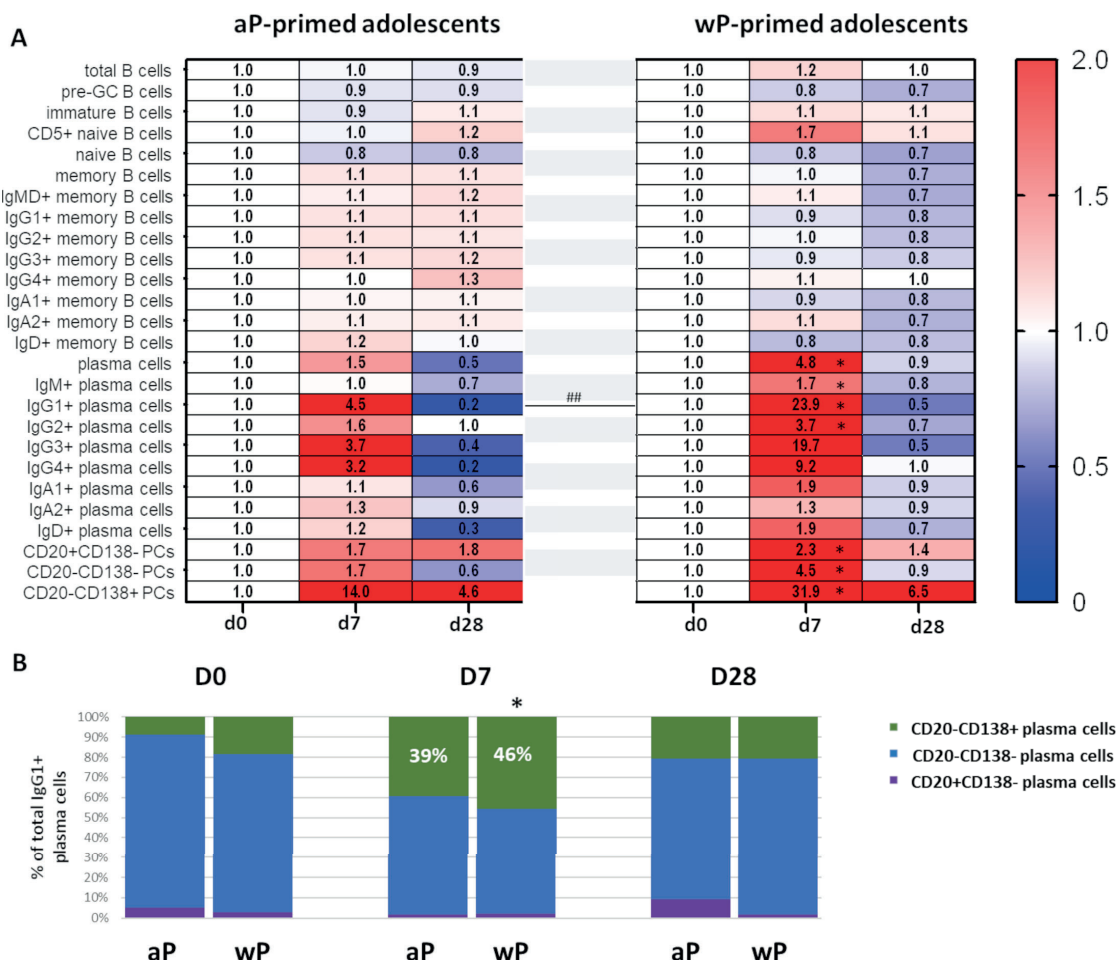 aP-primed adolescents wP-primed adolescents
A
total B cells 1.0 1.0 0.9 1.0 1.2 1.0 2.0
pre-GC B cells 1.0 0.9 0.9 1.0 0.8 0.7
immature B cells 1.0 0.9 1.1 1.0 1.1 1.1
CD5+ naive B cells 1.0 1.0 1.2 1.0 1.7 1.1
naive B cells 1.0 0.8 0.8 1.0 0.8 0.7
memory B cells 1.0 1.1 1.1 1.0 1.0 0.7
IgMD+ memory B cells 1.0 1.1 1.2 1.0 1.1 0.7 1.5
IgG1+ memory B cells 1.0 1.1 1.1 1.0 0.9 0.8
IgG2+ memory B cells 1.0 1.1 1.1 1.0 1.0 0.8
IgG3+ memory B cells 1.0 1.1 1.2 1.0 0.9 0.8
IgG4+ memory B cells 1.0 1.0 1.3 1.0 1.1 1.0
IgA1+ memory B cells 1.0 1.0 1.1 1.0 0.9 0.8
IgA2+ memory B cells 1.0 1.1 1.1 1.0 1.1 0.7 1.0
IgD+ memory B cells 1.0 1.2 1.0 1.0 0.8 0.8
plasma cells 1.0 1.5 0.5 1.0 4.8 * 0.9
IgM+ plasma cells 1.0 1.0 0.7 1.0 1.7 * 0.8
IgG1+ plasma cells 1.0 4.5 0.2 ## 1.0 23.9 * 0.5
IgG2+ plasma cells 1.0 1.6 1.0 1.0 3.7 * 0.7
IgG3+ plasma cells 1.0 3.7 0.4 1.0 19.7 0.5
IgG4+ plasma cells 1.0 3.2 0.2 1.0 9.2 1.0 0.5
IgA1+ plasma cells 1.0 1.1 0.6 1.0 1.9 0.9
IgA2+ plasma cells 1.0 1.3 0.9 1.0 1.3 0.9
IgD+ plasma cells 1.0 1.2 0.3 1.0 1.9 0.7
CD20+CD138- PCs 1.0 1.7 1.8 1.0 2.3 * 1.4
CD20-CD138- PCs 1.0 1.7 0.6 1.0 4.5 * 0.9
CD20-CD138+ PCs 1.0 14.0 4.6 1.0 31.9 * 6.5 0
d0 d7 d28 d0 d7 d28
B
D0 D7 D28
*
% of total IgG1+
plasma cells
100%
90%
80%
70%
60%
50%
40%
30%
20%
10%
0%
39% 46%
aP wP aP wP aP wP
CD20-CD138+ plasma cells
CD20-CD138- plasma cells
CD20+CD138- plasma cells